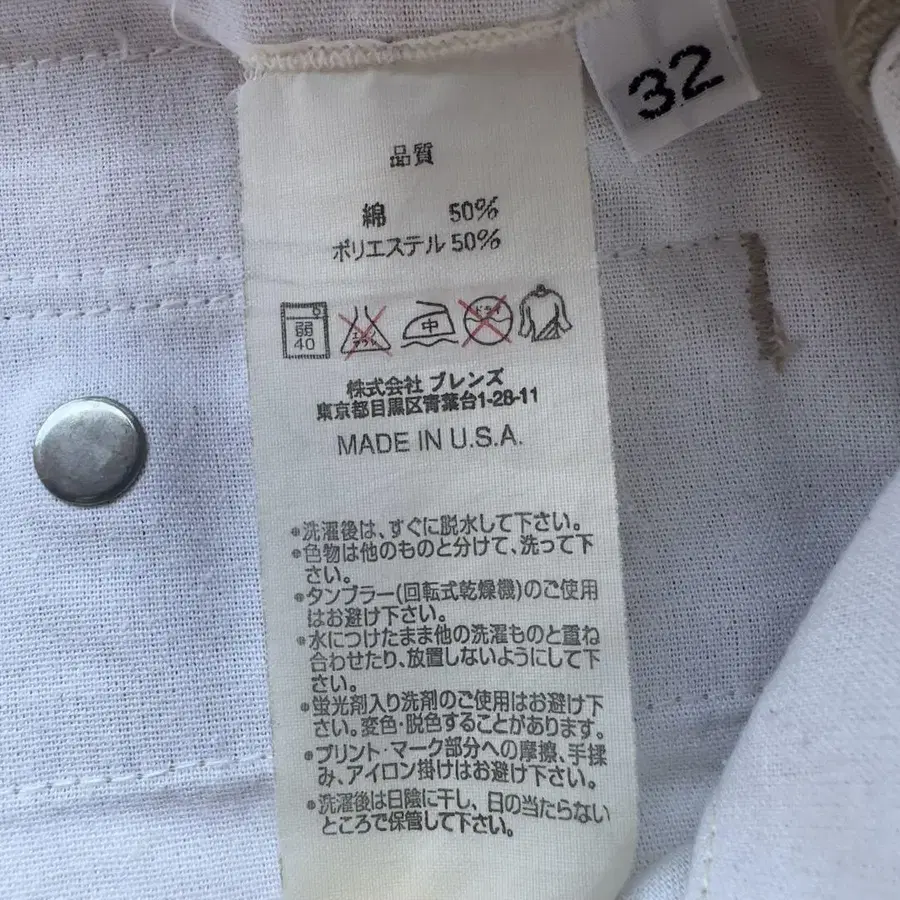 32
品質
綿 50%
ポリエステル 50%
弱
40
エンソ
サラシ
中
ドライ
株式会社 ブレンズ
東京都目黒区青葉台1-28-11
MADE IN U.S.A.
•洗濯後は、すぐに脱水して下さい。
•色物は他のものと分けて、洗って下
さい。
•タンブラー(回転式乾燥機)のご使用
はお避け下さい。
•水につけたまま他の洗濯ものと重ね
合わせたり、放置しないようにして下
さい。
•蛍光剤入り洗剤のご使用はお避け下
さい。変色・脱色することがあります。
•プリント・マーク部分への摩擦、手揉
み、アイロン掛けはお避け下さい。
•洗濯後は日陰に干し、日の当たらない
ところで保管して下さい。